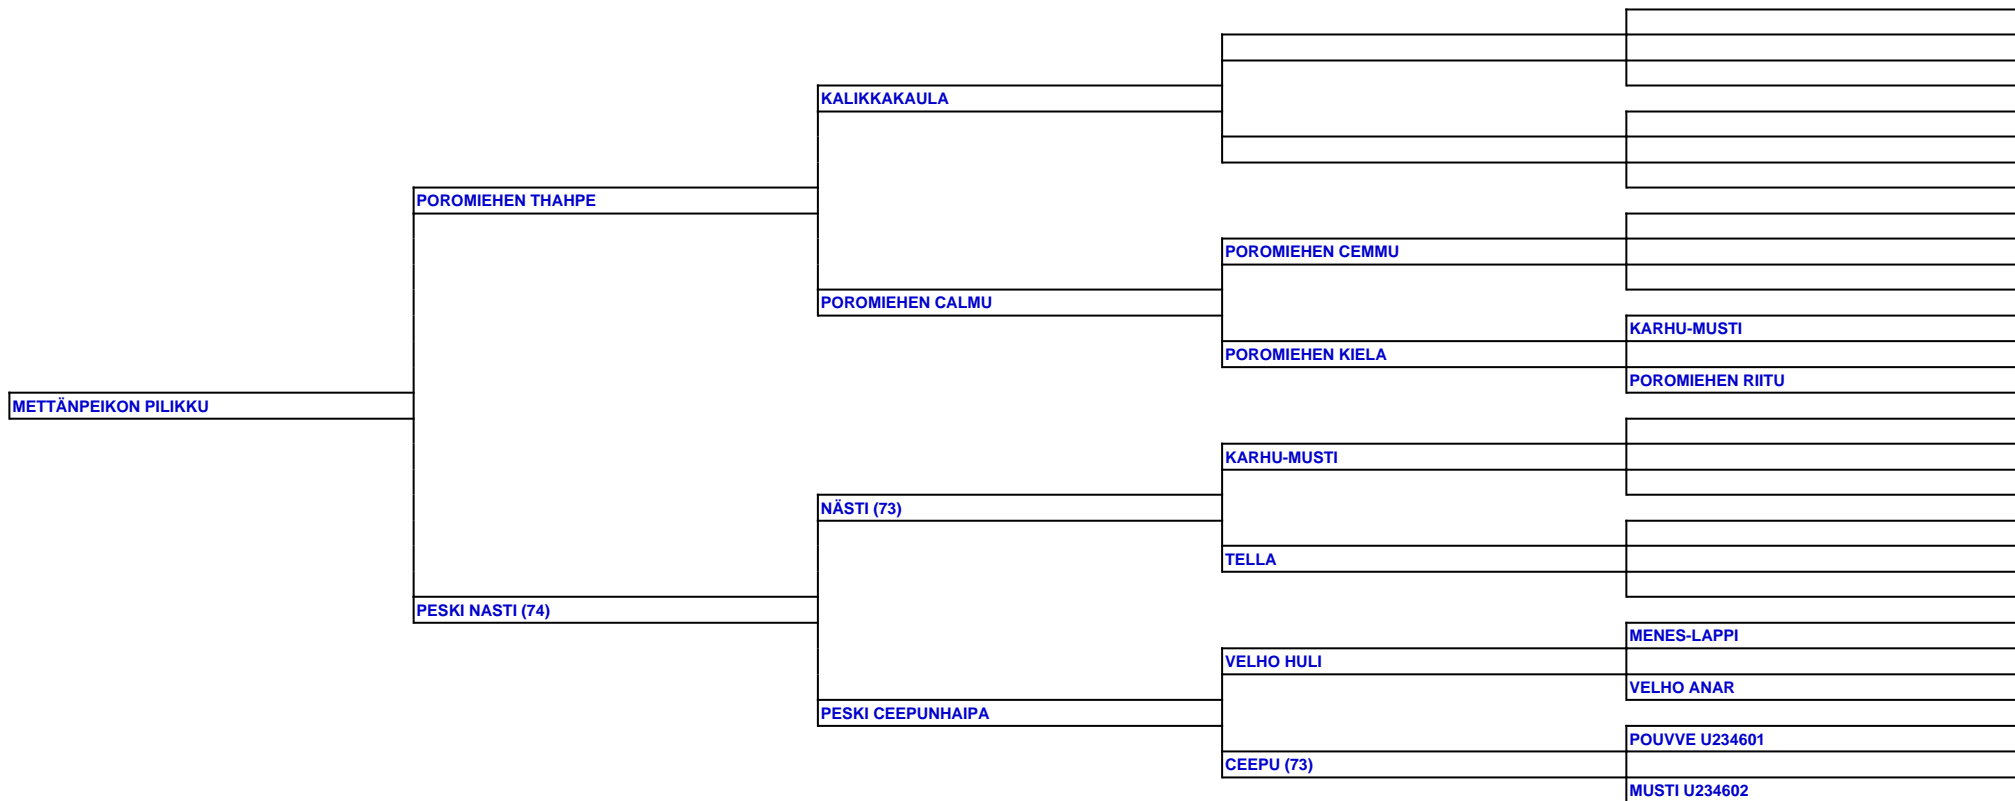 KALIKKAKAULA
POROMIEHEN THAHPE
POROMIEHEN CEMMU
POROMIEHEN CALMU
KARHU-MUSTI
POROMIEHEN KIELA
POROMIEHEN RIITU
METTÄNPEIKON PILIKKU
KARHU-MUSTI
NÄSTI (73)
TELLA
PESKI NASTI (74)
MENES-LAPPI
VELHO HULI
VELHO ANAR
PESKI CEEPUNHAIPA
POUVVE U234601
CEEPU (73)
MUSTI U234602